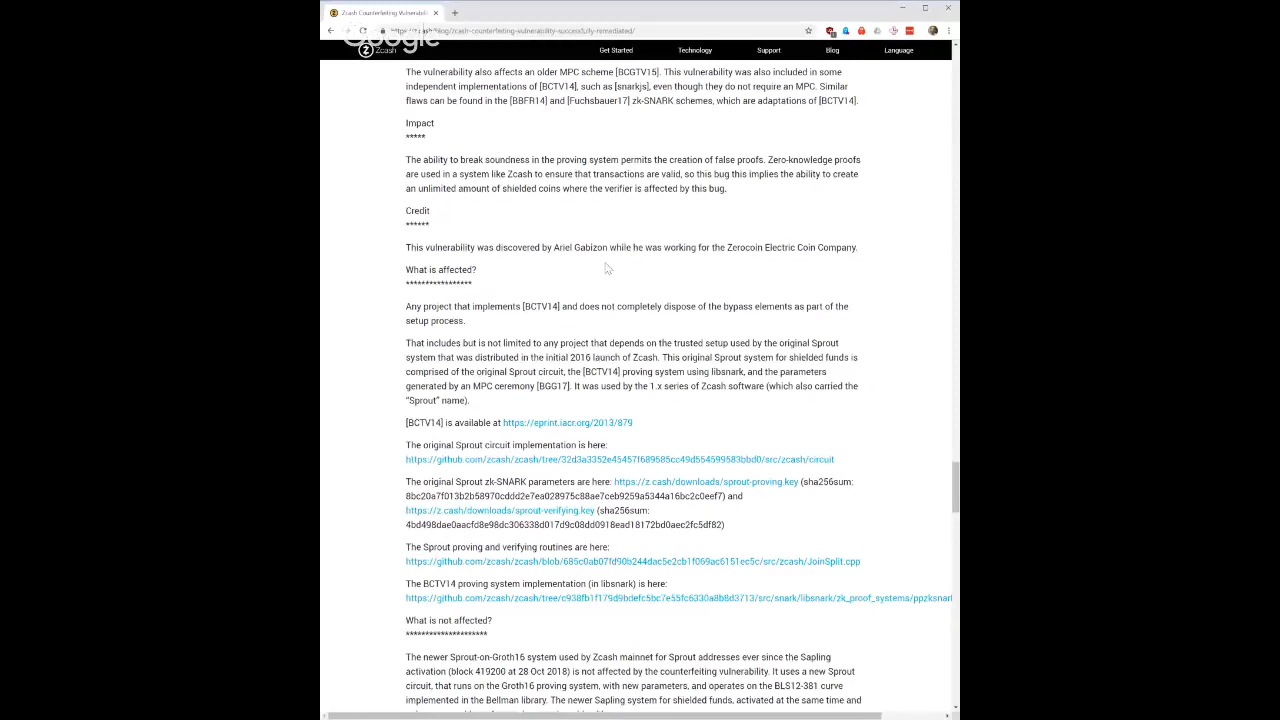 Zcash Counterfeiting Vulnerabili
https://z.cash/blog/zcash-counterfeiting-vulnerability-successfully-remediated/
Google
Zcash
Get Started
Technology
Support
Blog
Language
The vulnerability also affects an older MPC scheme [BCGTV15]. This vulnerability was also included in some
independent implementations of [BCTV14], such as [snarkjs], even though they do not require an MPC. Similar
flaws can be found in the [BBFR14] and [Fuchsbauer17] zk-SNARK schemes, which are adaptations of [BCTV14].
Impact
*****
The ability to break soundness in the proving system permits the creation of false proofs. Zero-knowledge proofs
are used in a system like Zcash to ensure that transactions are valid, so this bug this implies the ability to create
an unlimited amount of shielded coins where the verifier is affected by this bug.
Credit
******
This vulnerability was discovered by Ariel Gabizon while he was working for the Zerocoin Electric Coin Company.
What is affected?
*****************
Any project that implements [BCTV14] and does not completely dispose of the bypass elements as part of the
setup process.
That includes but is not limited to any project that depends on the trusted setup used by the original Sprout
system that was distributed in the initial 2016 launch of Zcash. This original Sprout system for shielded funds is
comprised of the original Sprout circuit, the [BCTV14] proving system using libsnark, and the parameters
generated by an MPC ceremony [BGG17]. It was used by the 1.x series of Zcash software (which also carried the
“Sprout” name).
[BCTV14] is available at https://eprint.iacr.org/2013/879
The original Sprout circuit implementation is here:
https://github.com/zcash/zcash/tree/32d3a3352e45457f689585cc49d554599583bbd0/src/zcash/circuit
The original Sprout zk-SNARK parameters are here: https://z.cash/downloads/sprout-proving.key (sha256sum:
8bc20a7f013b2b58970cddd2e7ea028975c88ae7ceb9259a5344a16bc2c0eef7) and
https://z.cash/downloads/sprout-verifying.key (sha256sum:
4bd498dae0aacfd8e98dc306338d017d9c08dd0918ead18172bd0aec2fc5df82)
The Sprout proving and verifying routines are here:
https://github.com/zcash/zcash/blob/685c0ab07fd90b244dac5e2cb1f069ac6151ec5c/src/zcash/JoinSplit.cpp
The BCTV14 proving system implementation (in libsnark) is here:
https://github.com/zcash/zcash/tree/c938fb1f179d9bdefc5bc7e55fc6330a8b8d3713/src/snark/libsnark/zk_proof_systems/ppzksnark
What is not affected?
*********************
The newer Sprout-on-Groth16 system used by Zcash mainnet for Sprout addresses ever since the Sapling
activation (block 419200 at 28 Oct 2018) is not affected by the counterfeiting vulnerability. It uses a new Sprout
circuit, that runs on the Groth16 proving system, with new parameters, and operates on the BLS12-381 curve
implemented in the Bellman library. The newer Sapling system for shielded funds, activated at the same time and